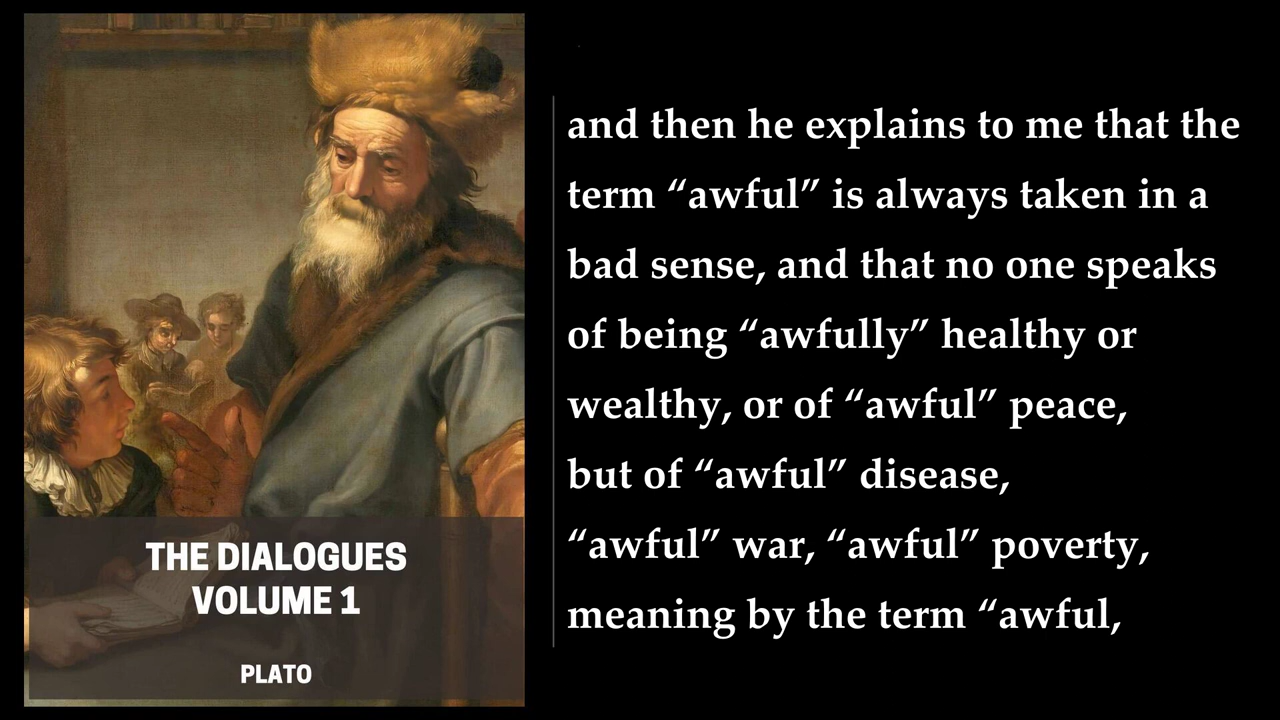 THE DIALOGUES
VOLUME 1
PLATO
and then he explains to me that the
term “awful” is always taken in a
bad sense, and that no one speaks
of being “awfully” healthy or
wealthy, or of “awful” peace,
but of “awful” disease,
“awful” war, “awful” poverty,
meaning by the term “awful,